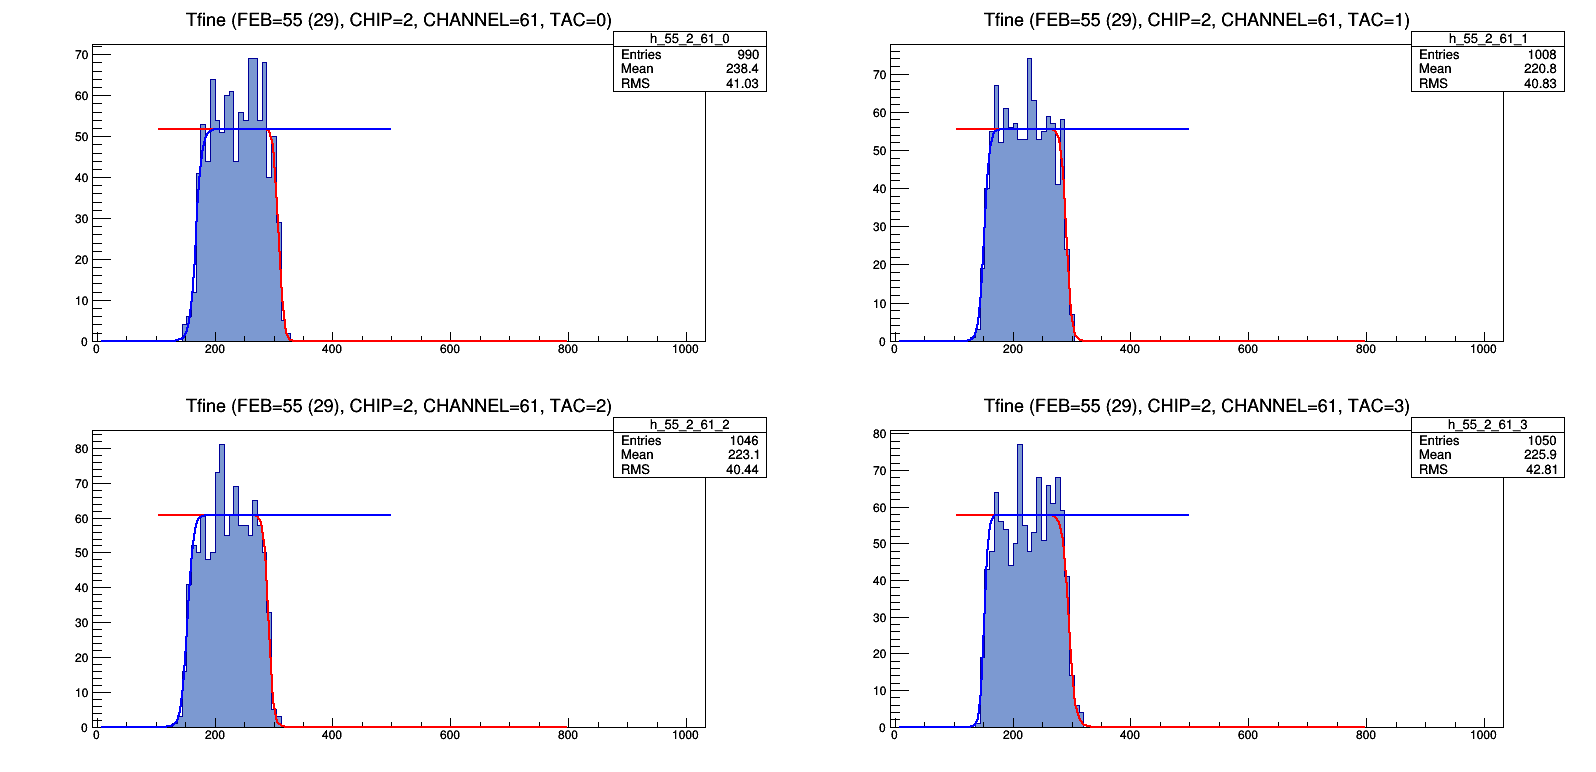 Tfine (FEB=55 (29), CHIP=2, CHANNEL=61, TAC=0)
h_55_2_61_0
Entries 990
Mean 238.4
RMS 41.03
70
60
50
40
30
20
10
0
0 200 400 600 800 1000
Tfine (FEB=55 (29), CHIP=2, CHANNEL=61, TAC=1)
h_55_2_61_1
Entries 1008
Mean 220.8
RMS 40.83
70
60
50
40
30
20
10
0
0 200 400 600 800 1000
Tfine (FEB=55 (29), CHIP=2, CHANNEL=61, TAC=2)
h_55_2_61_2
Entries 1046
Mean 223.1
RMS 40.44
80
70
60
50
40
30
20
10
0
0 200 400 600 800 1000
Tfine (FEB=55 (29), CHIP=2, CHANNEL=61, TAC=3)
h_55_2_61_3
Entries 1050
Mean 225.9
RMS 42.81
80
70
60
50
40
30
20
10
0
0 200 400 600 800 1000